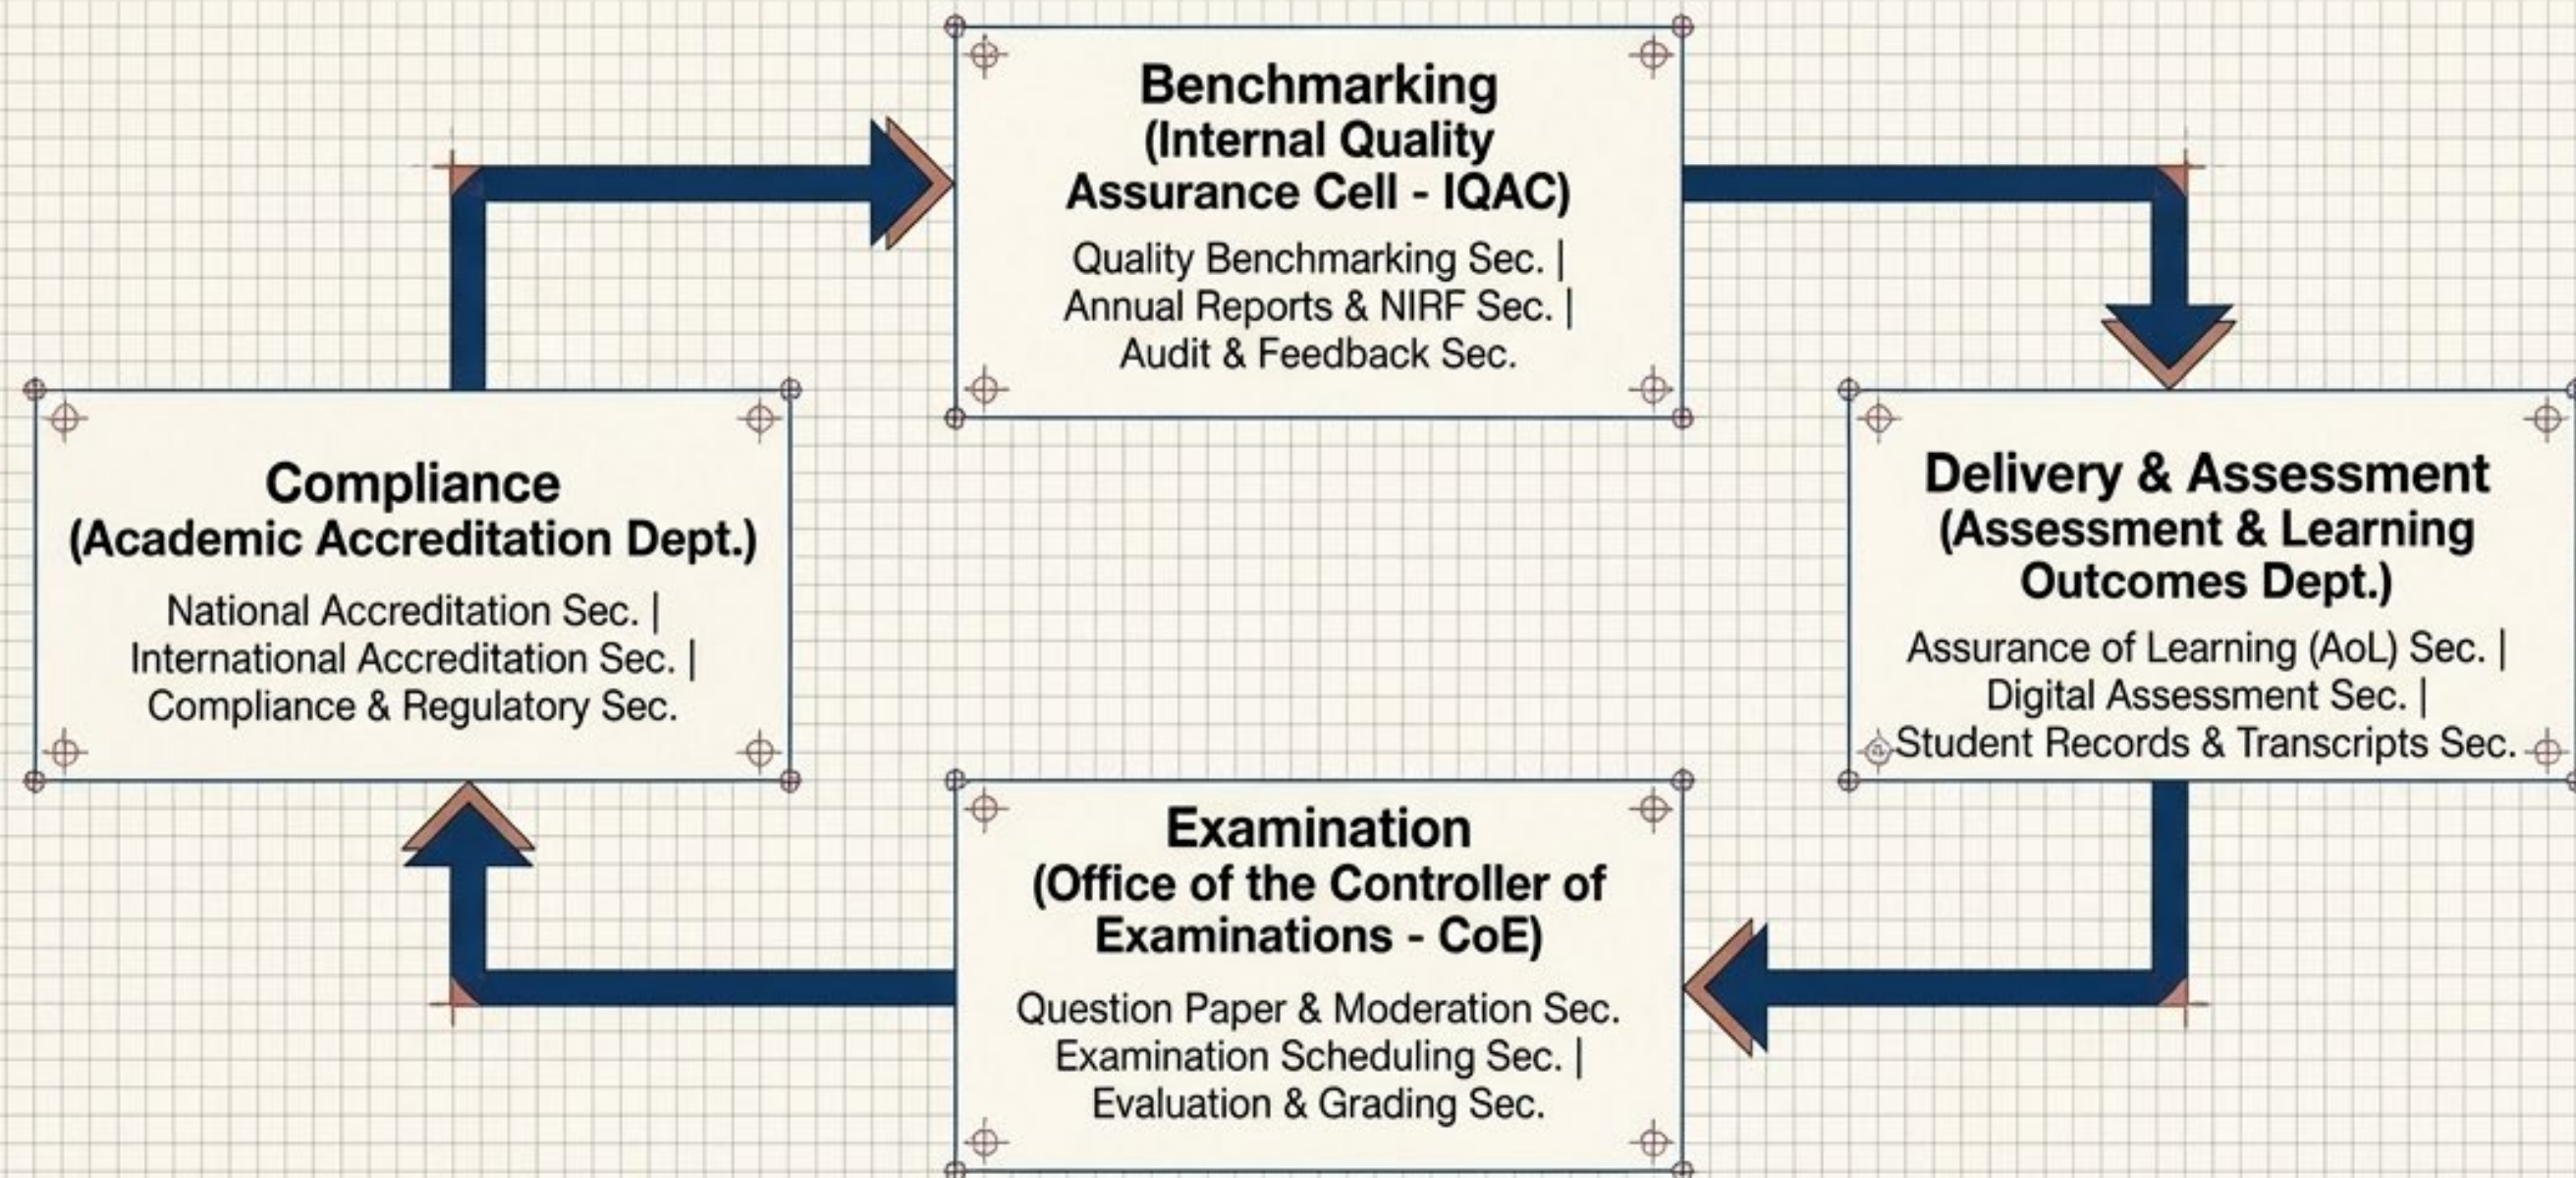 Benchmarking
(Internal Quality
Assurance Cell - IQAC)
Quality Benchmarking Sec. |
Annual Reports & NIRF Sec. |
Audit & Feedback Sec.
Compliance
(Academic Accreditation Dept.)
National Accreditation Sec. |
International Accreditation Sec. |
Compliance & Regulatory Sec.
Delivery & Assessment
(Assessment & Learning
Outcomes Dept.)
Assurance of Learning (AoL) Sec. |
Digital Assessment Sec. |
Student Records & Transcripts Sec.
Examination
(Office of the Controller of
Examinations - CoE)
Question Paper & Moderation Sec.
Examination Scheduling Sec. |
Evaluation & Grading Sec.